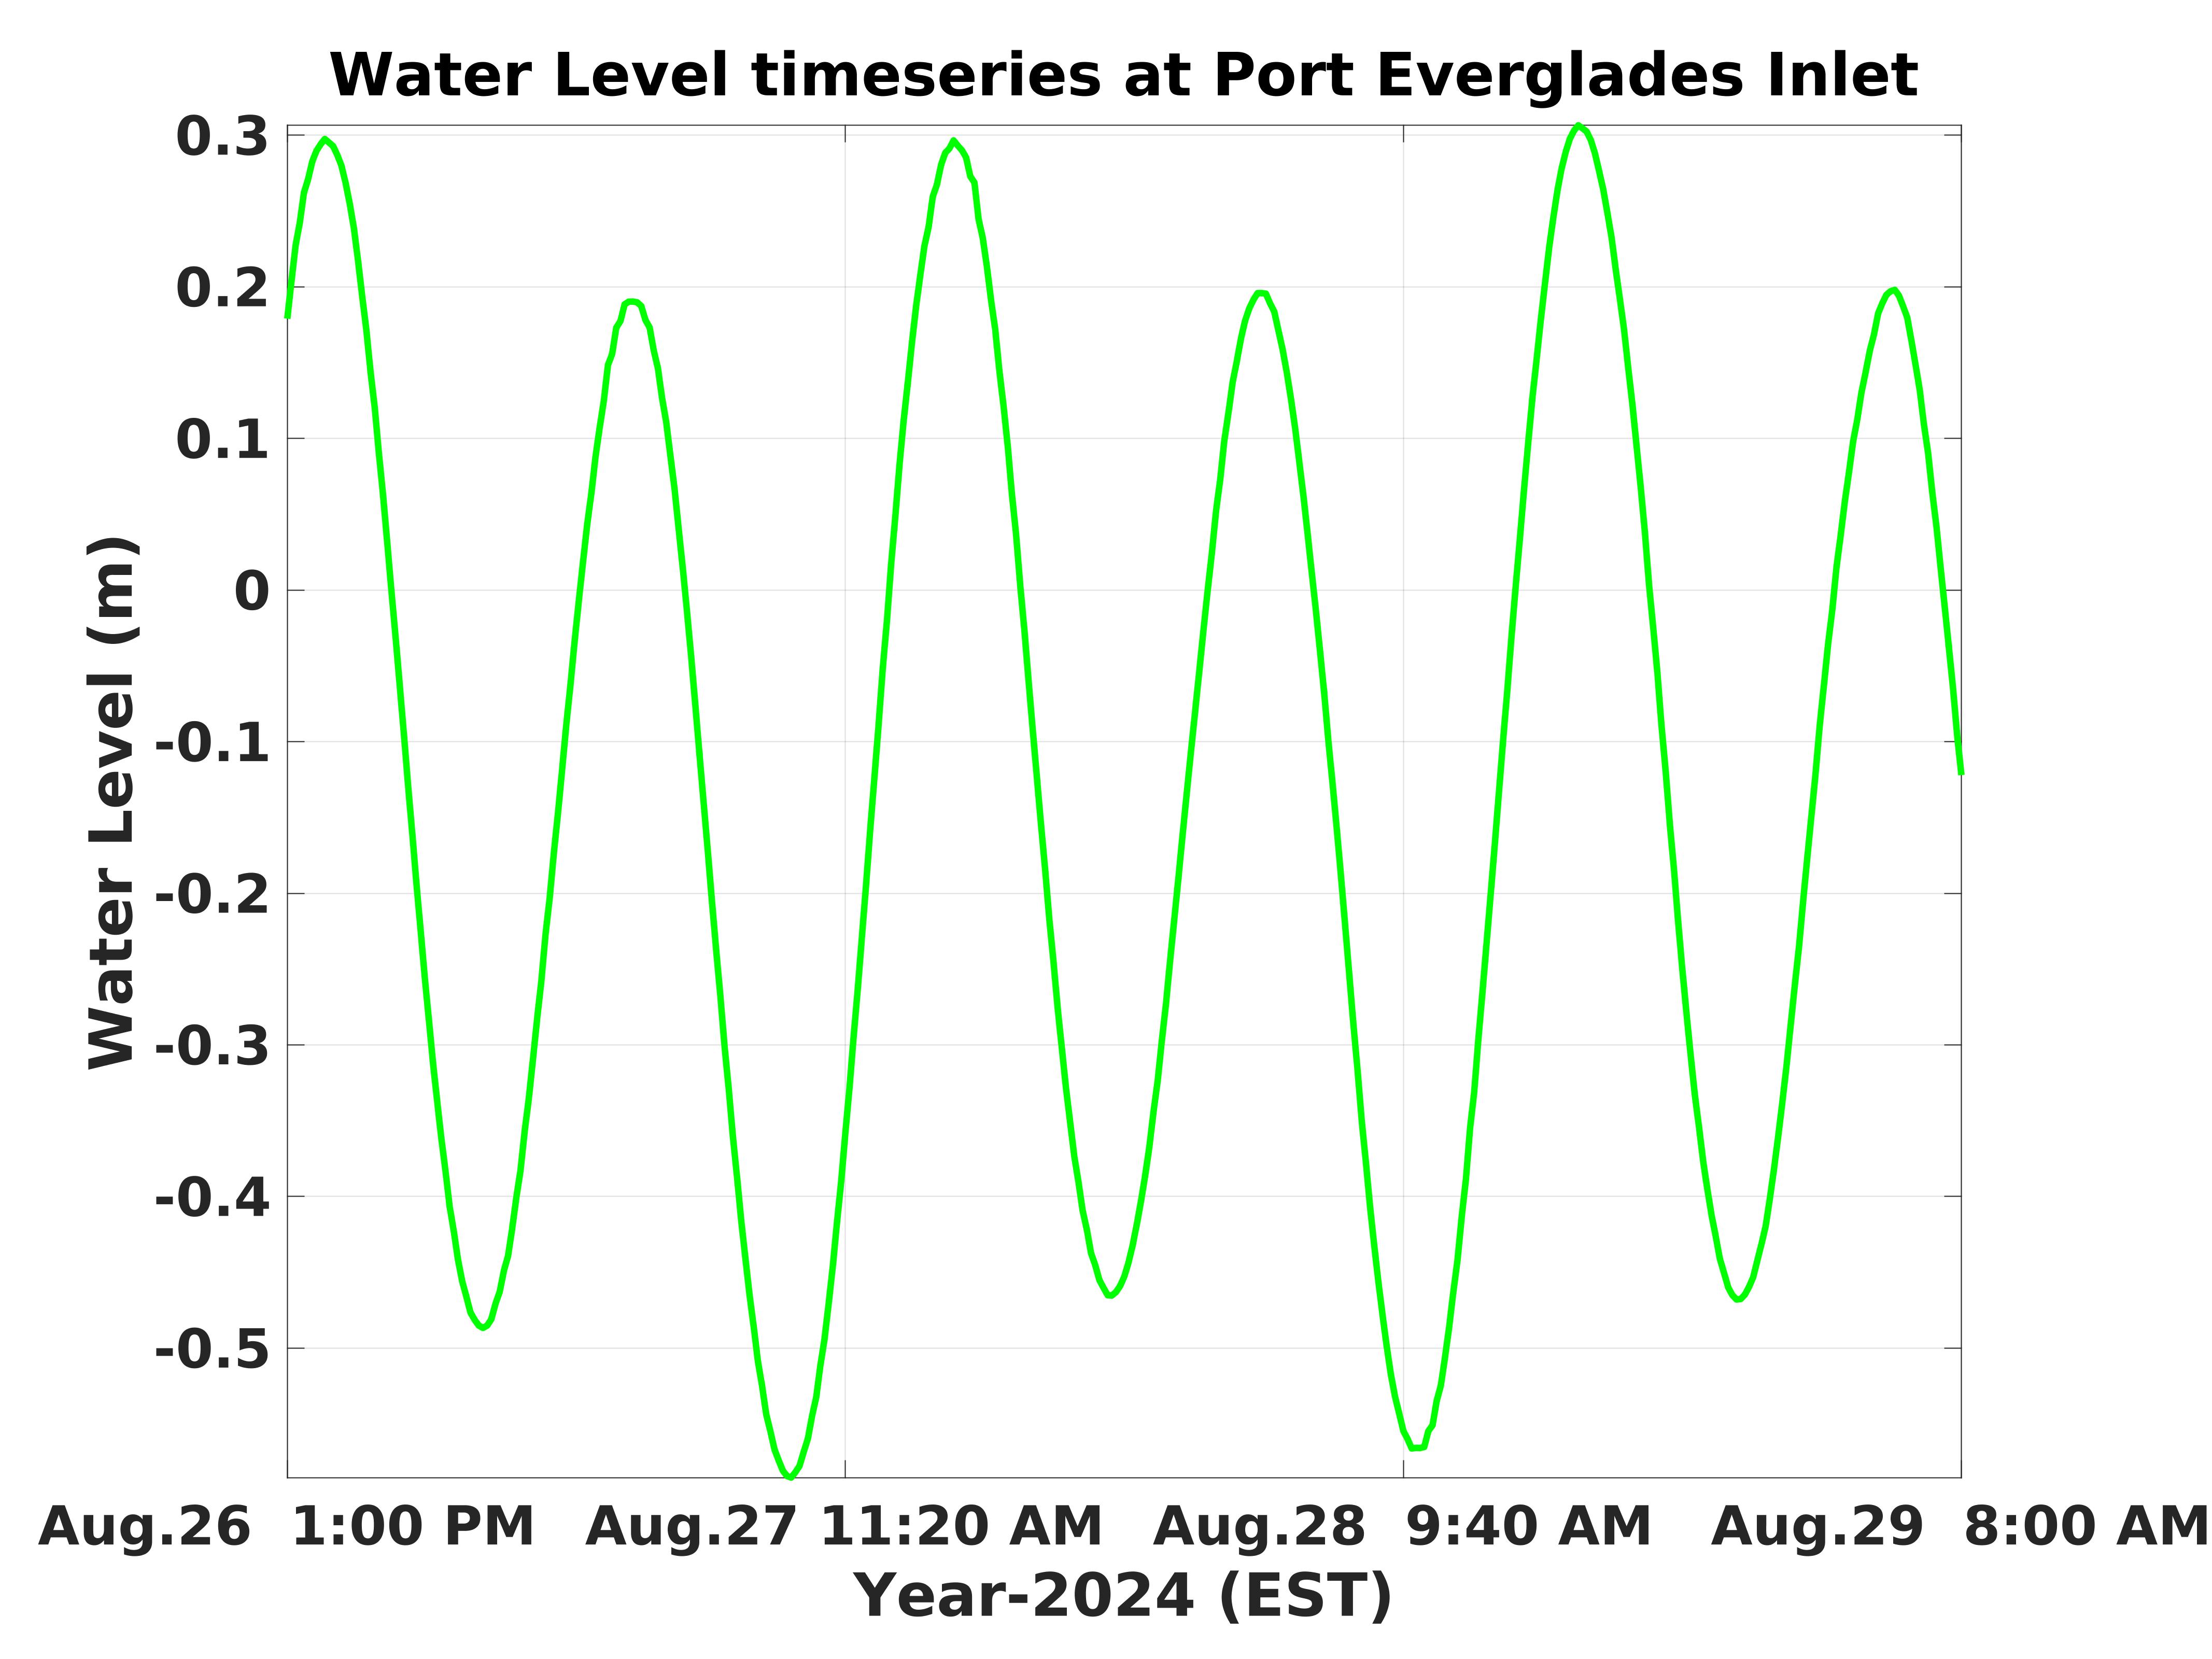 Water Level timeseries at Port Everglades Inlet
0.3
0.2
0.1
0
-0.1
-0.2
-0.3
-0.4
-0.5
Water Level (m)
Aug.26 1:00 PM Aug.27 11:20 AM Aug.28 9:40 AM Aug.29 8:00 AM
Year-2024 (EST)